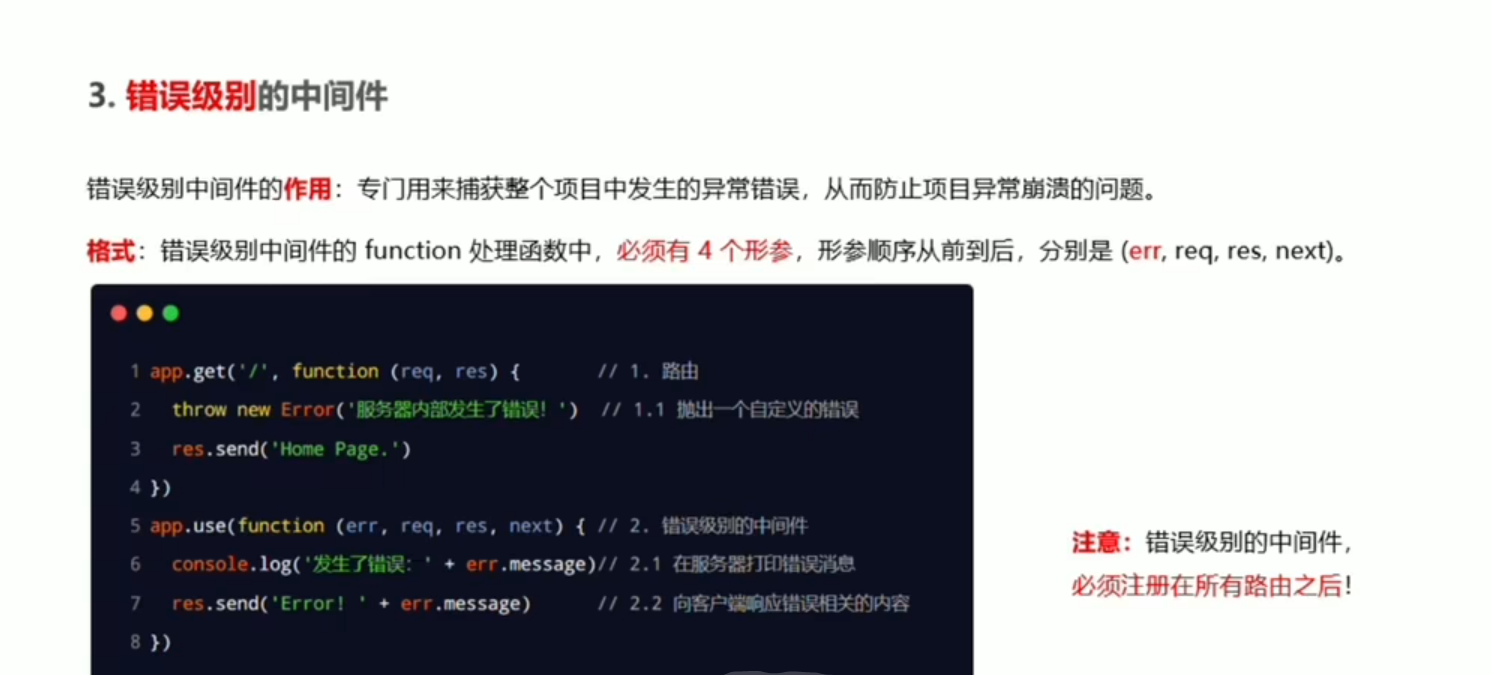 3. 错误级别的中间件
错误级别中间件的作用：专门用来捕获整个项目中发生的异常错误，从而防止项目异常崩溃的问题。
格式：错误级别中间件的 function 处理函数中，必须有 4 个形参，形参顺序从前到后，分别是 (err, req, res, next)。
1 app.get('/', function (req, res) {       // 1. 路由
2   throw new Error('服务器内部发生了错误！')  // 1.1 抛出一个自定义的错误
3   res.send('Home Page.')
4 })
5 app.use(function (err, req, res, next) { // 2. 错误级别的中间件
6   console.log('发生了错误：' + err.message)// 2.1 在服务器打印错误消息
7   res.send('Error! ' + err.message)      // 2.2 向客户端响应错误相关的内容
8 })
注意：错误级别的中间件，
必须注册在所有路由之后！